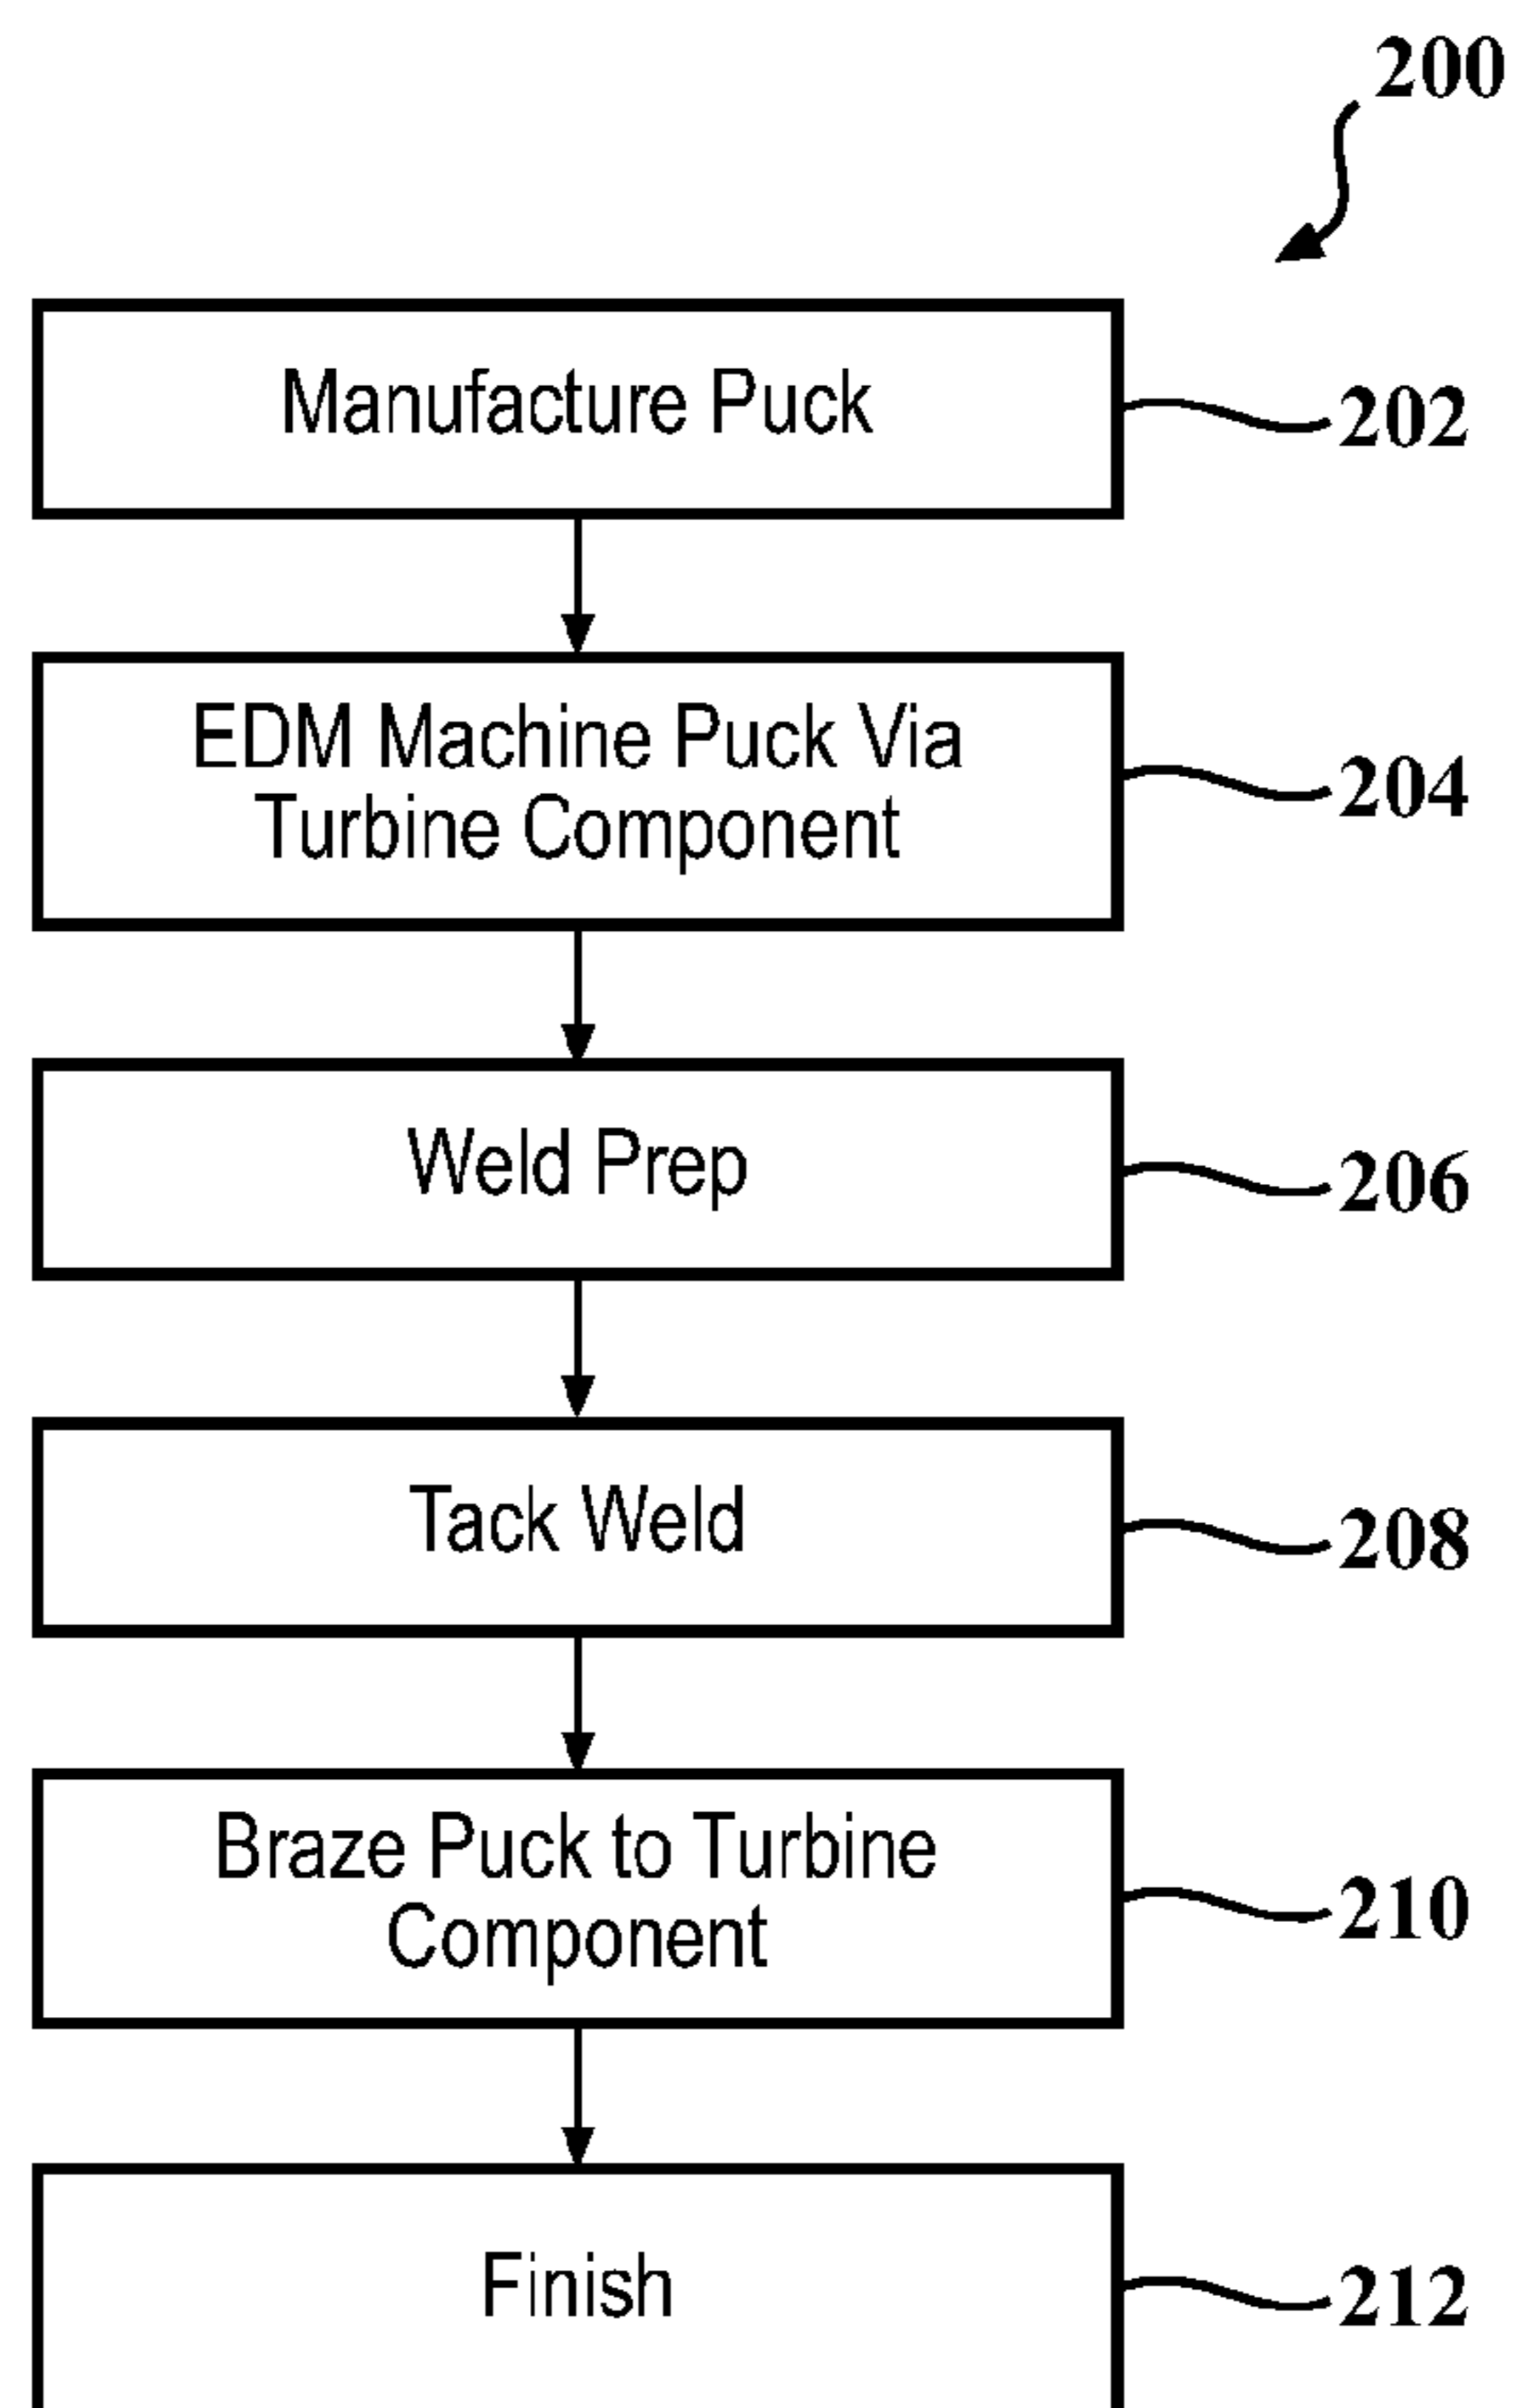 200
Manufacture Puck
202
EDM Machine Puck Via
Turbine Component
204
Weld Prep
206
Tack Weld
208
Braze Puck to Turbine
Component
210
Finish
212